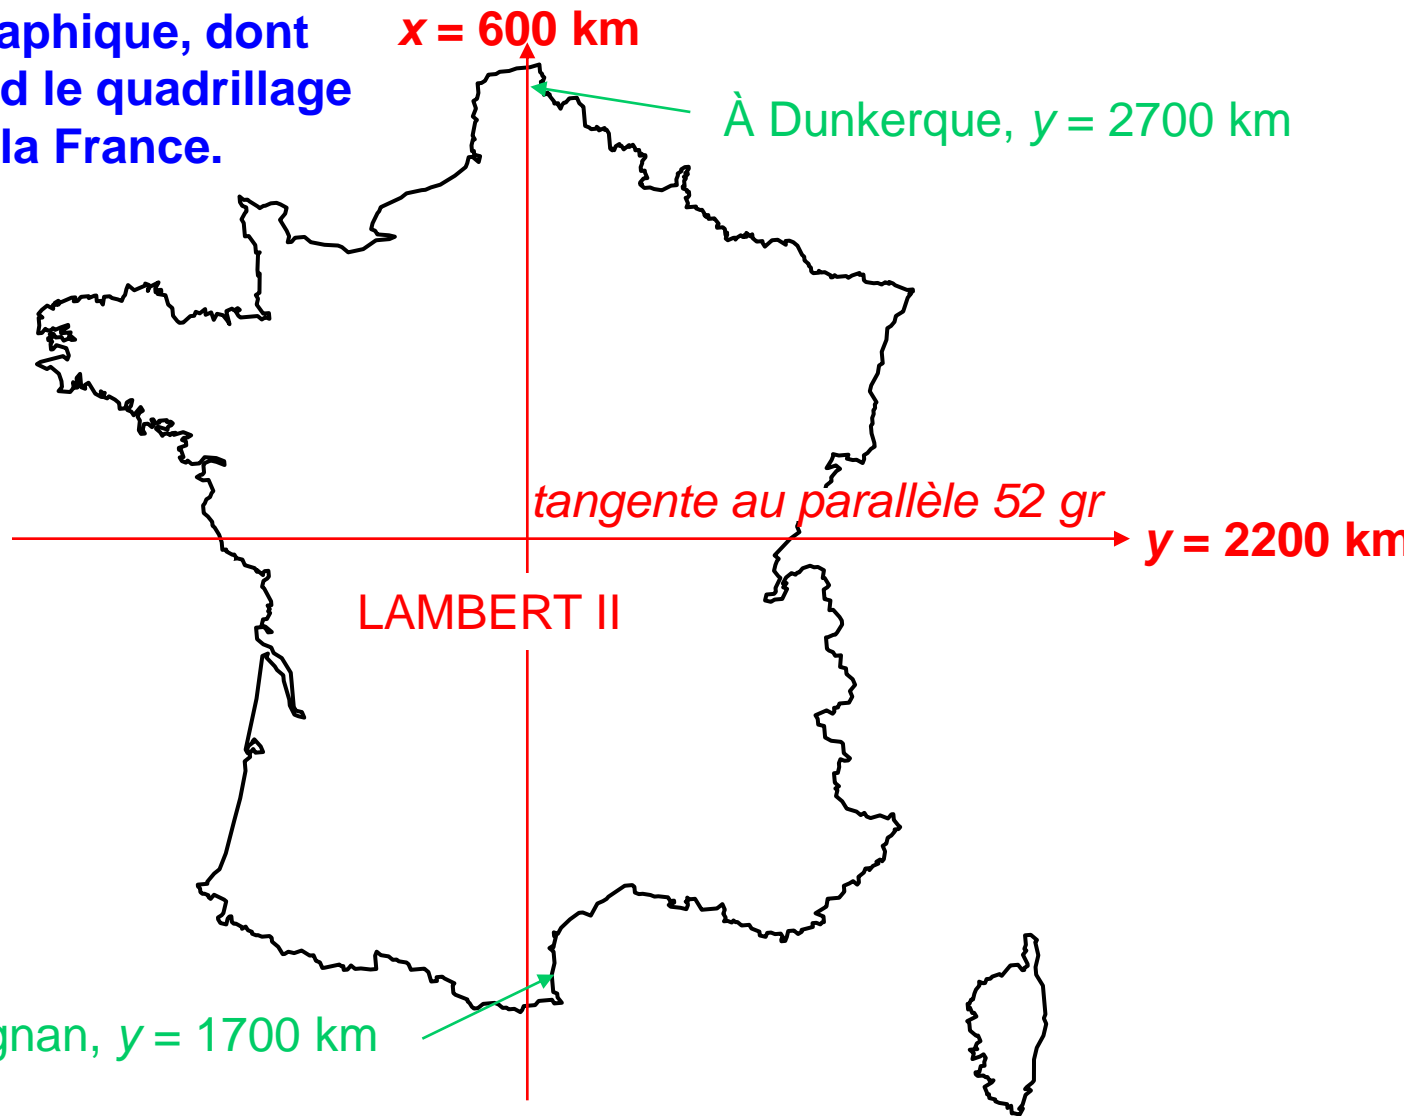 aphique, dont
d le quadrillage
la France.
x = 600 km
À Dunkerque, y = 2700 km
tangente au parallèle 52 gr
y = 2200 km
LAMBERT II
gnan, y = 1700 km